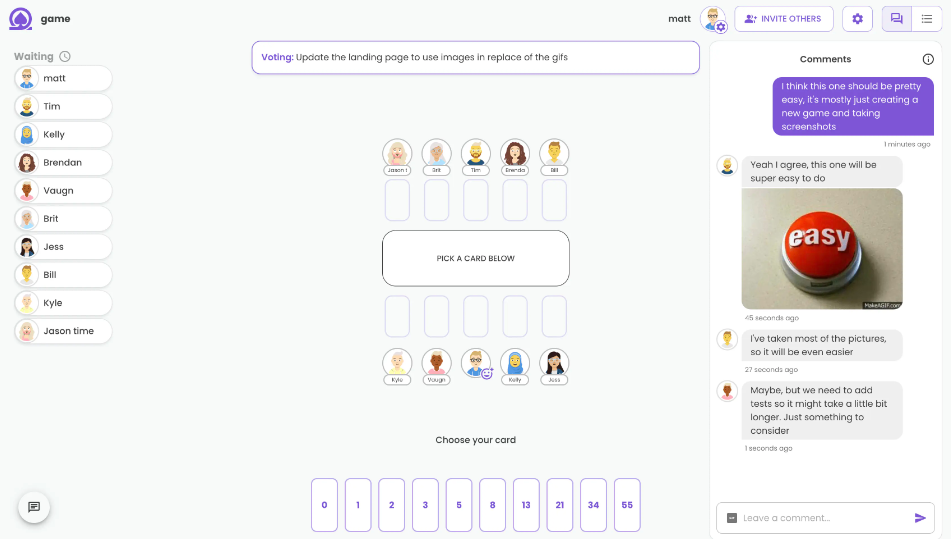 game
matt
INVITE OTHERS
Waiting
matt
Tim
Kelly
Brendan
Vaugn
Brit
Jess
Bill
Kyle
Jason time
Voting: Update the landing page to use images in replace of the gifs
Jason t
Brit
Tim
Brenda
Bill
PICK A CARD BELOW
Kyle
Vaugn
Kelly
Jess
Choose your card
0
1
2
3
5
8
13
21
34
55
Comments
I think this one should be pretty
easy, it's mostly just creating a
new game and taking
screenshots
1 minutes ago
Yeah I agree, this one will be
super easy to do
easy
MakeAGIF.com
45 seconds ago
I've taken most of the pictures,
so it will be even easier
27 seconds ago
Maybe, but we need to add
tests so it might take a little bit
longer. Just something to
consider
1 seconds ago
Leave a comment...